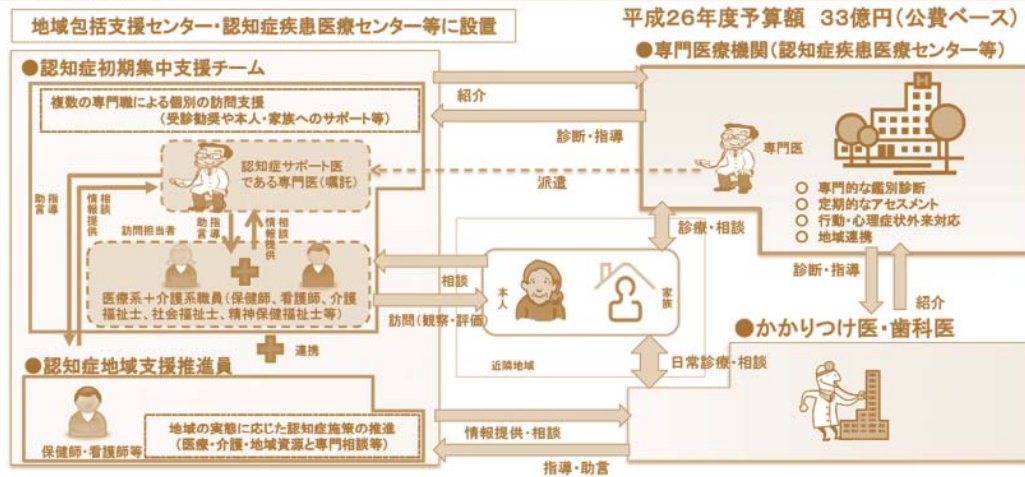 地域包括支援センター・認知症疾患医療センター等に設置
平成26年度予算額 33億円(公費ベース)
●認知症初期集中支援チーム
複数の専門職による個別の訪問支援
(受診勧奨や本人・家族へのサポート等)
認知症サポート医
である専門医(嘱託)
指導
助言
相談
情報提供
訪問担当者
指導
助言
相談
情報提供
医療系+介護系職員(保健師、看護師、介護
福祉士、社会福祉士、精神保健福祉士等)
連携
●認知症地域支援推進員
保健師・看護師等
地域の実態に応じた認知症施策の推進
(医療・介護・地域資源と専門相談等)
紹介
診断・指導
派遣
相談
訪問(観察・評価)
本人
家族
近隣地域
診療・相談
日常診療・相談
情報提供・相談
指導・助言
●専門医療機関(認知症疾患医療センター等)
専門医
○ 専門的な鑑別診断
○ 定期的なアセスメント
○ 行動・心理症状外来対応
○ 地域連携
診断・指導
紹介
●かかりつけ医・歯科医